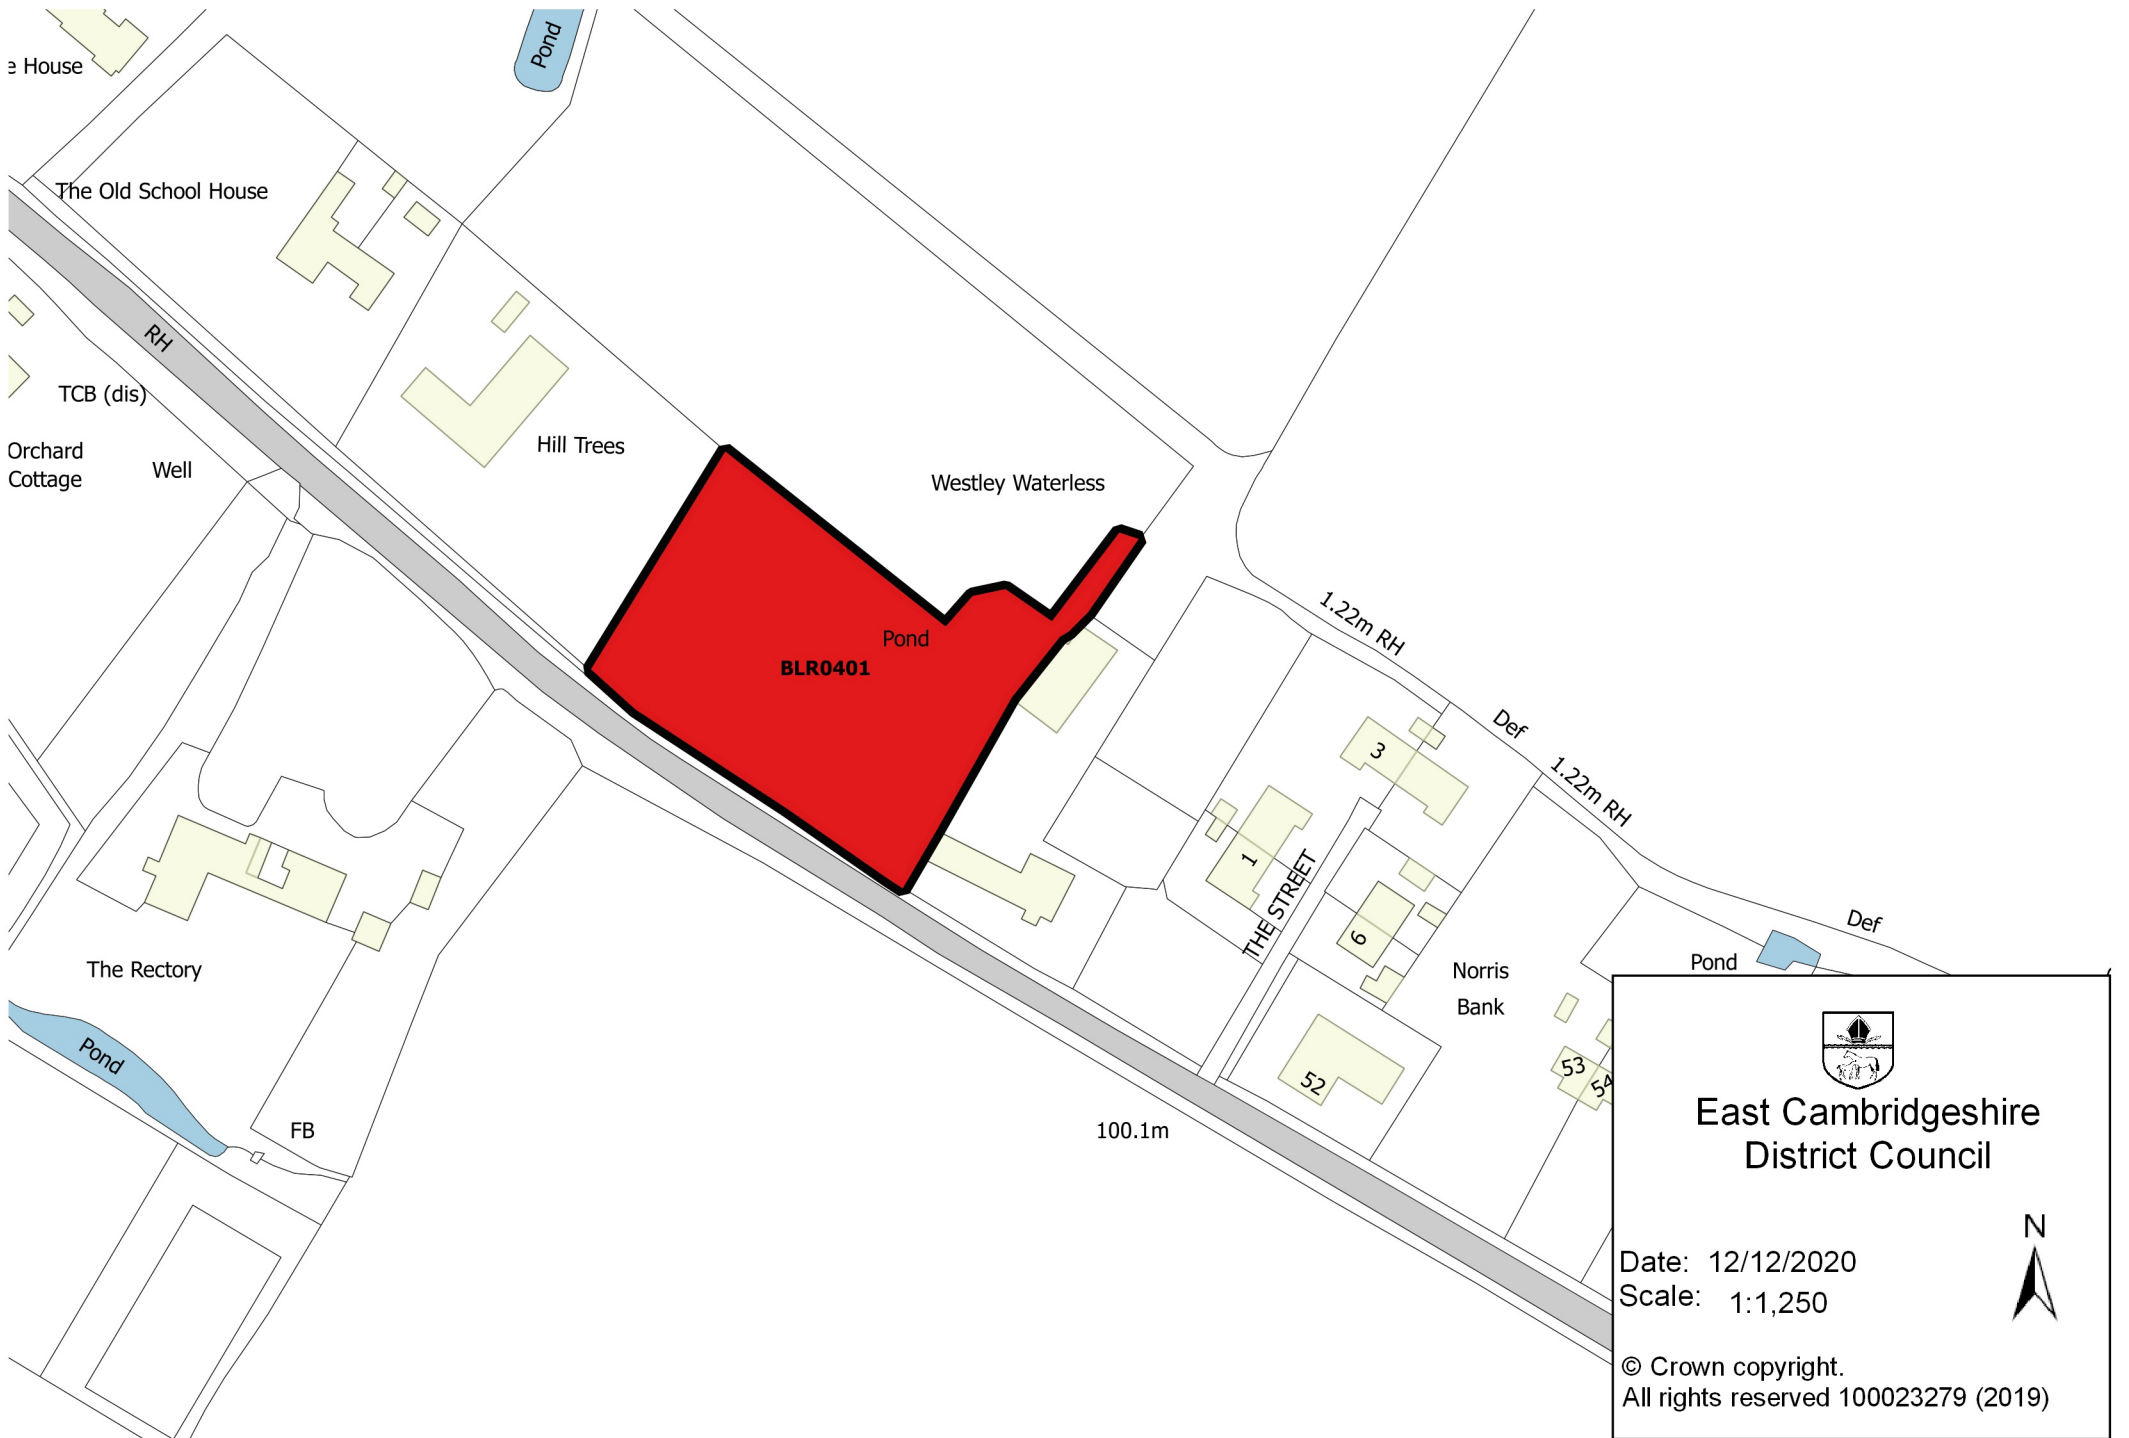 Pond
e House
The Old School House
RH
TCB (dis)
Orchard
Cottage
Well
Hill Trees
Westley Waterless
Pond
BLR0401
1.22m RH
Def
1.22m RH
Def
3
1
THE STREET
6
Norris
Bank
Pond
52
53
54
The Rectory
Pond
FB
100.1m
East Cambridgeshire
District Council
N
Date: 12/12/2020
Scale: 1:1,250
© Crown copyright.
All rights reserved 100023279 (2019)